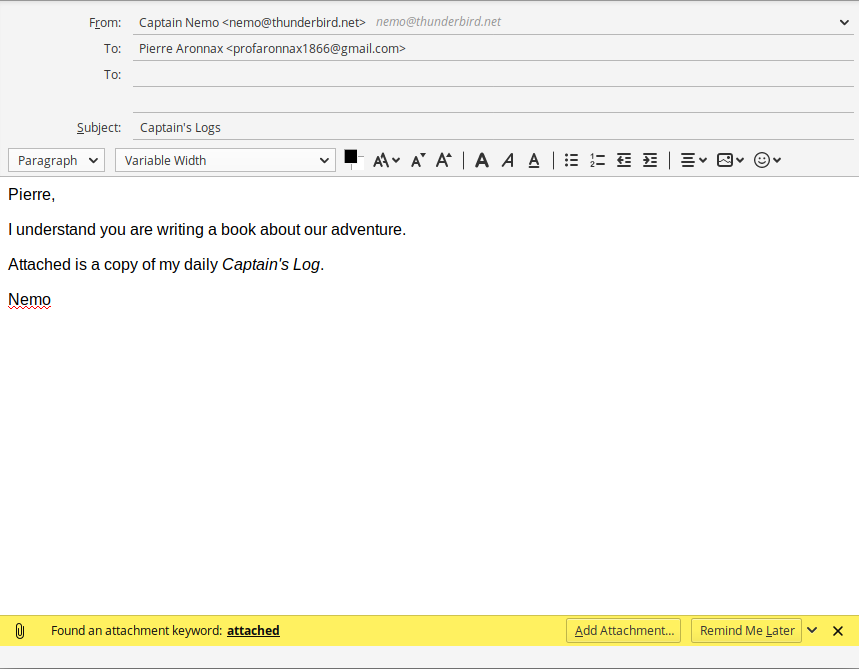 From: Captain Nemo <nemo@thunderbird.net> nemo@thunderbird.net
To: Pierre Aronnax <profaronnax1866@gmail.com>
To:
Subject: Captain's Logs
Paragraph Variable Width
Pierre,
I understand you are writing a book about our adventure.
Attached is a copy of my daily Captain's Log.
Nemo
Found an attachment keyword: attached Add Attachment... Remind Me Later